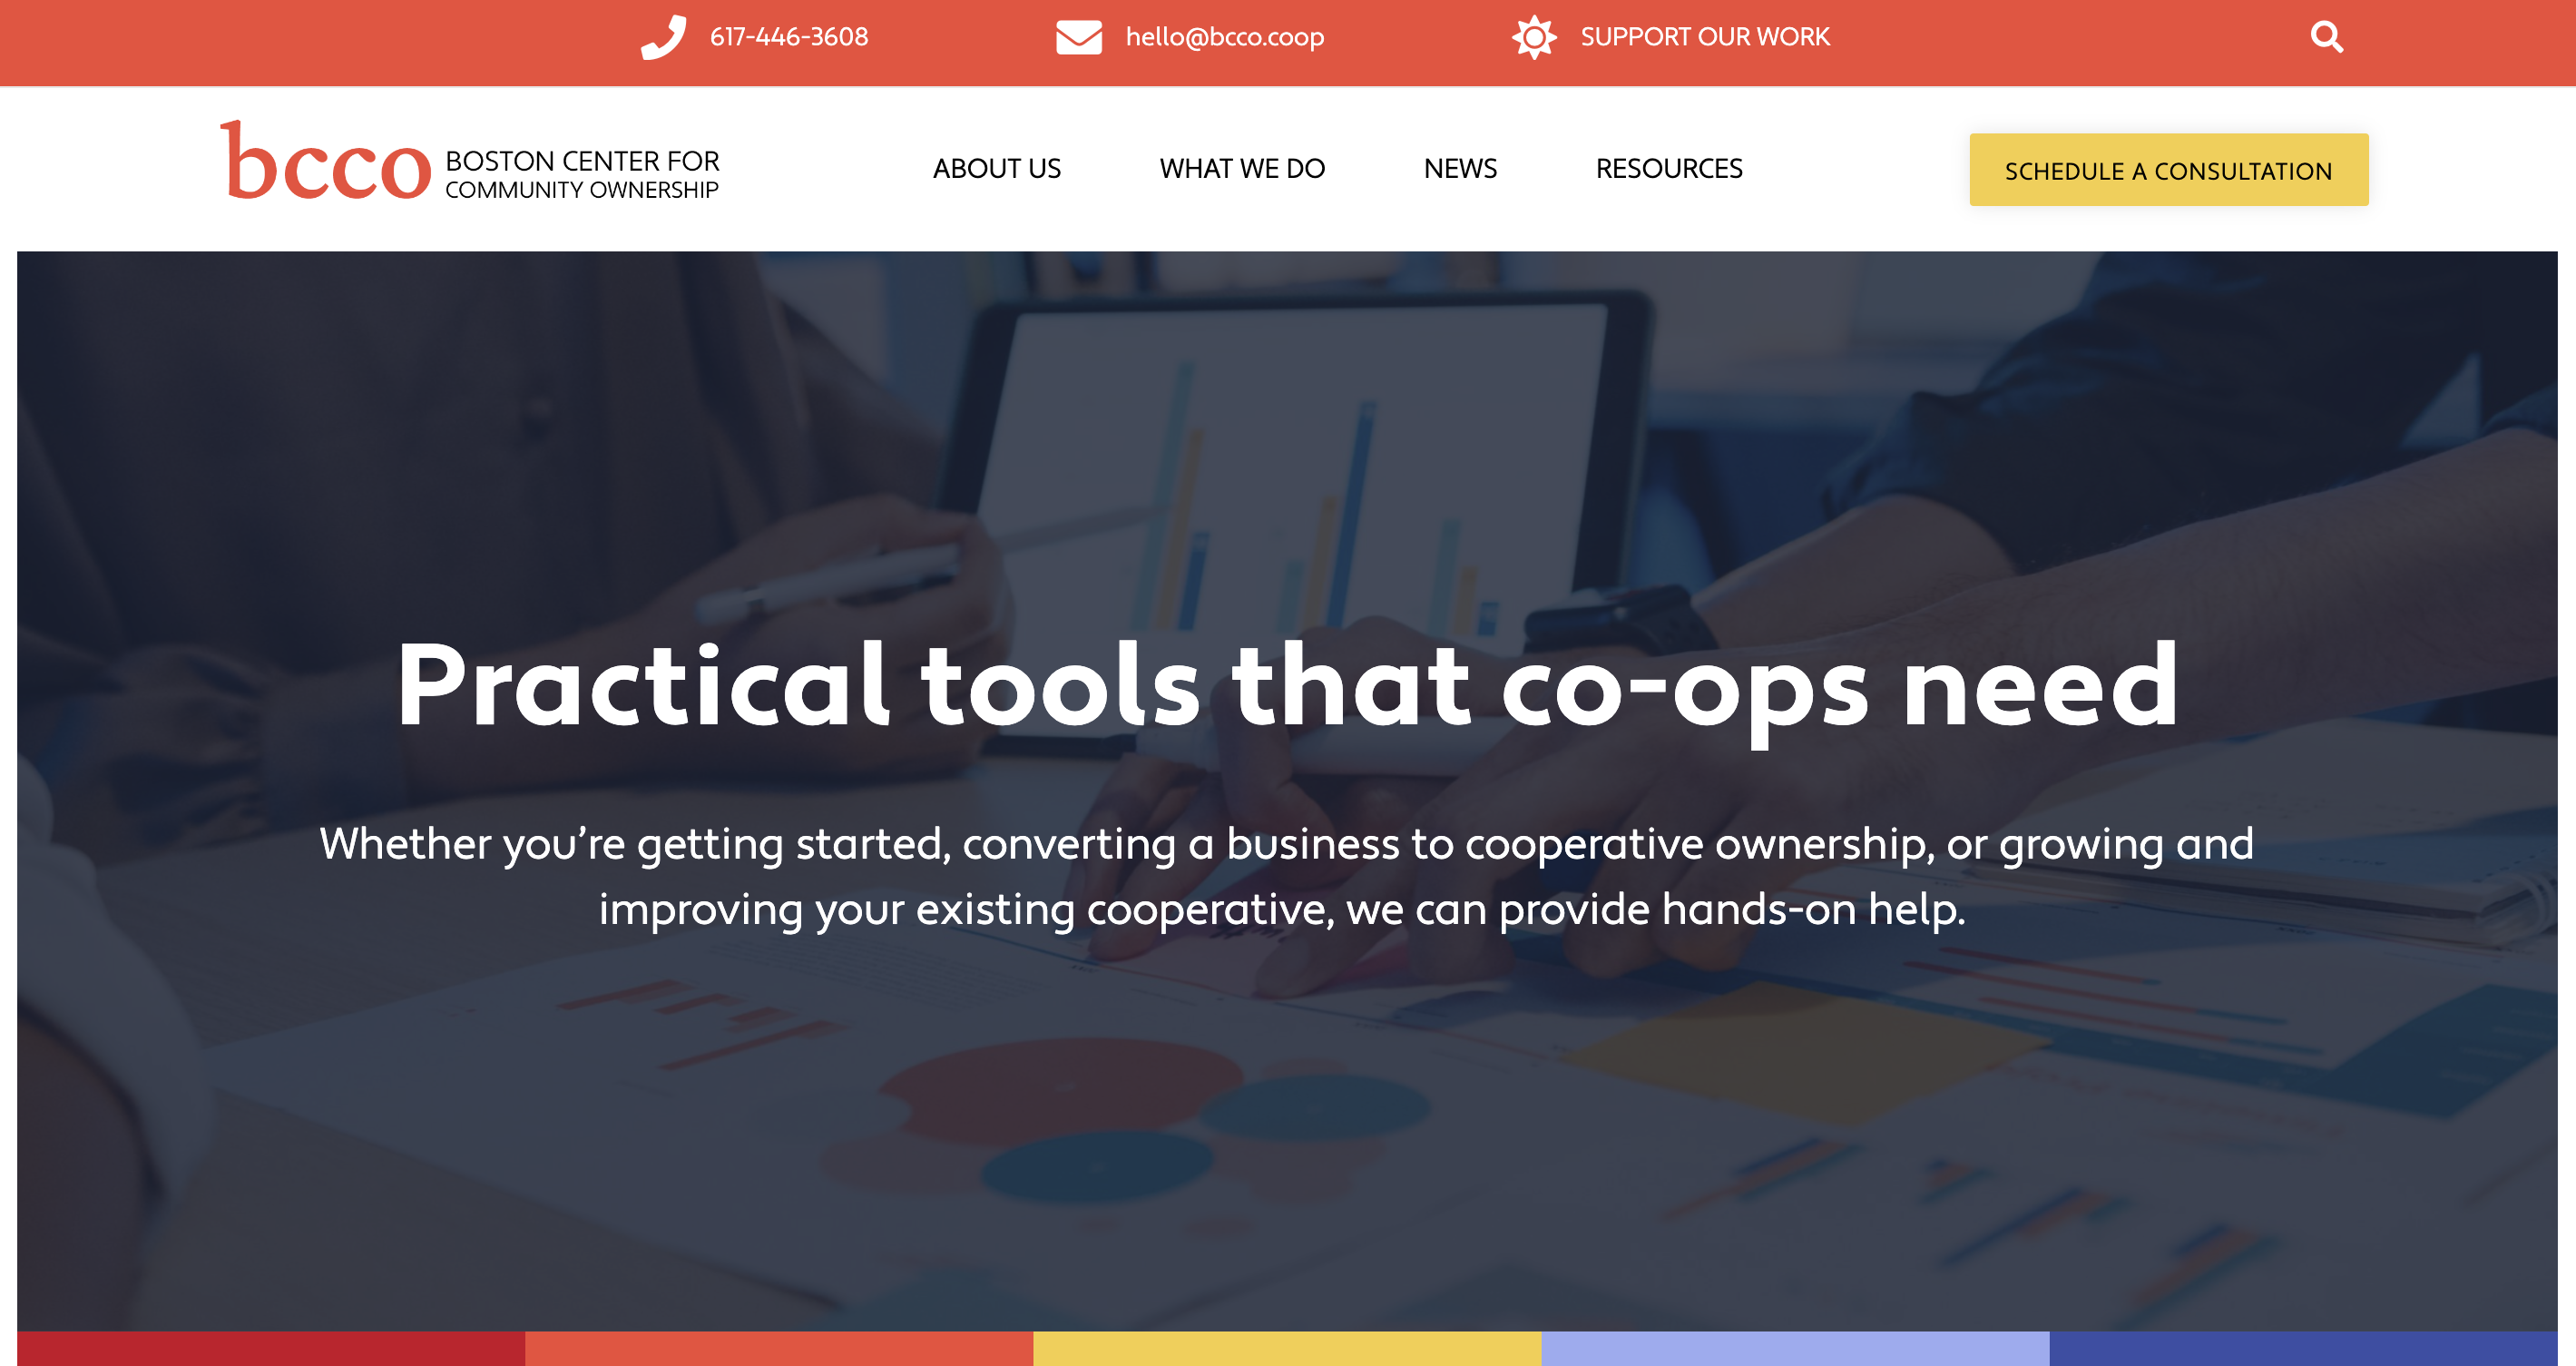 617-446-3608
hello@bcco.coop
SUPPORT OUR WORK
bcco
BOSTON CENTER FOR
COMMUNITY OWNERSHIP
ABOUT US
WHAT WE DO
NEWS
RESOURCES
SCHEDULE A CONSULTATION
Practical tools that co-ops need
Whether you’re getting started, converting a business to cooperative ownership, or growing and
improving your existing cooperative, we can provide hands-on help.